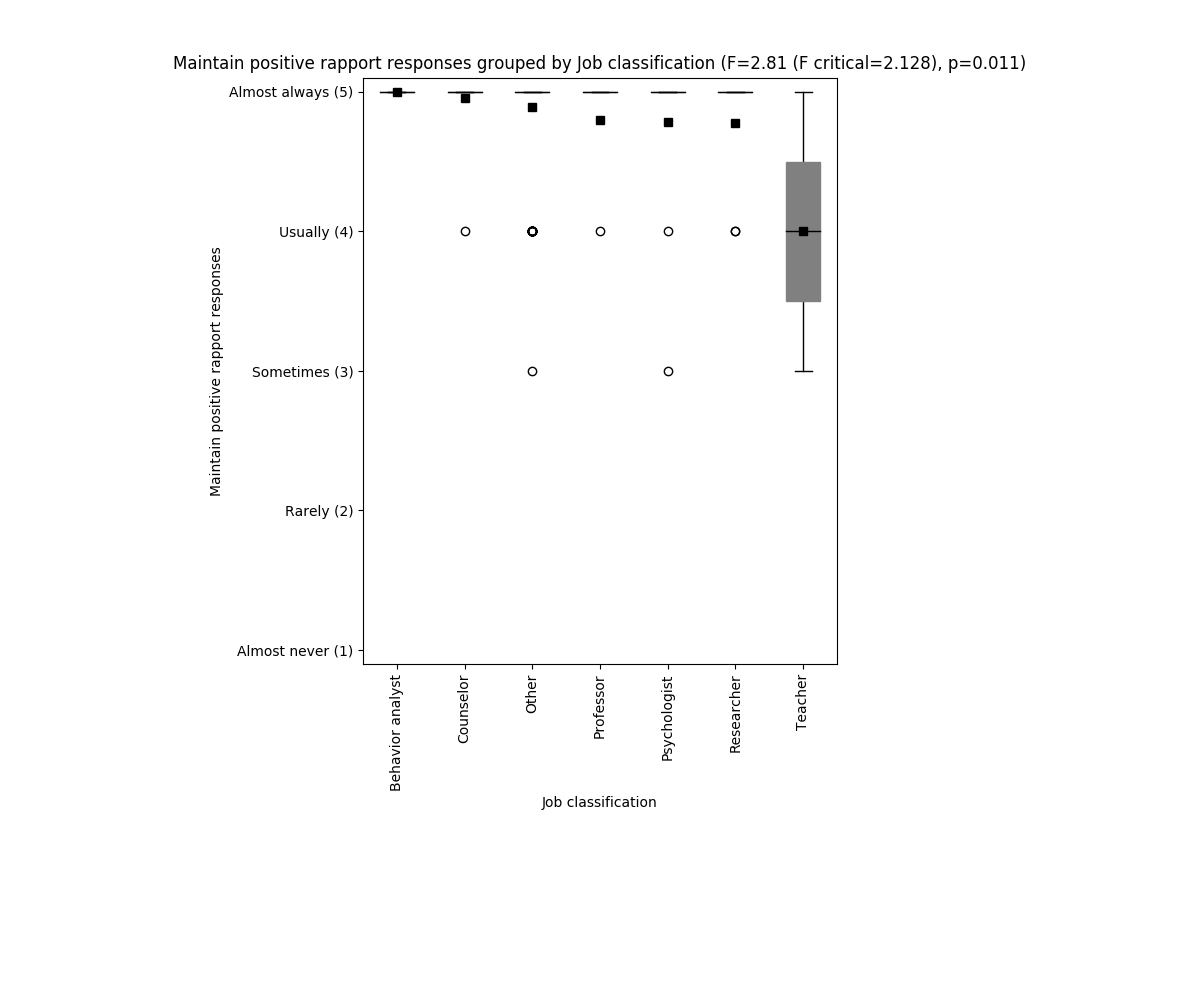 Maintain positive rapport responses grouped by Job classification (F=2.81 (F critical=2.128), p=0.011)
Almost always (5)
Usually (4)
Sometimes (3)
Rarely (2)
Almost never (1)
Maintain positive rapport responses
Behavior analyst
Counselor
Other
Professor
Psychologist
Researcher
Teacher
Job classification